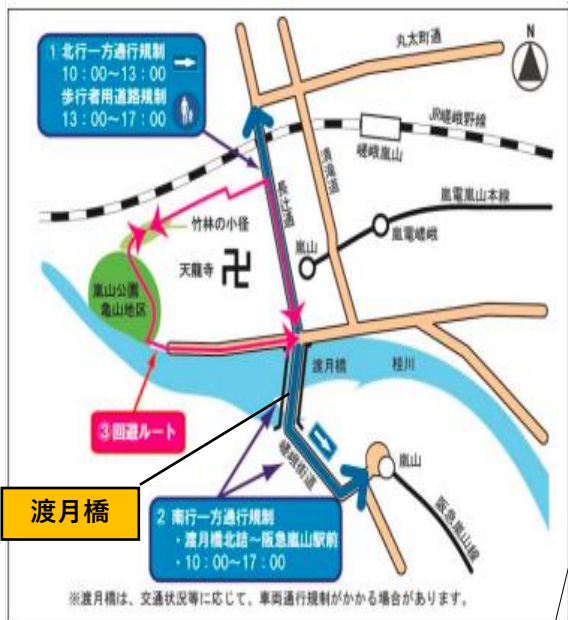 1 北行一方通行規制
10：00～13：00
歩行者用道路規制
13：00～17：00
丸太町通
N
JR嵯峨野線
嵯峨嵐山
清滝道
長辻通
嵐電嵐山本線
嵐電嵯峨
嵐山
竹林の小径
天龍寺
卍
嵐山公園
亀山地区
渡月橋
桂川
③回遊ルート
嵯峨街道
嵐山
阪急嵐山線
渡月橋
2 南行一方通行規制
・渡月橋北詰～阪急嵐山駅前
・10：00～17：00
※渡月橋は、交通状況等に応じて、車両通行規制がかかる場合があります。